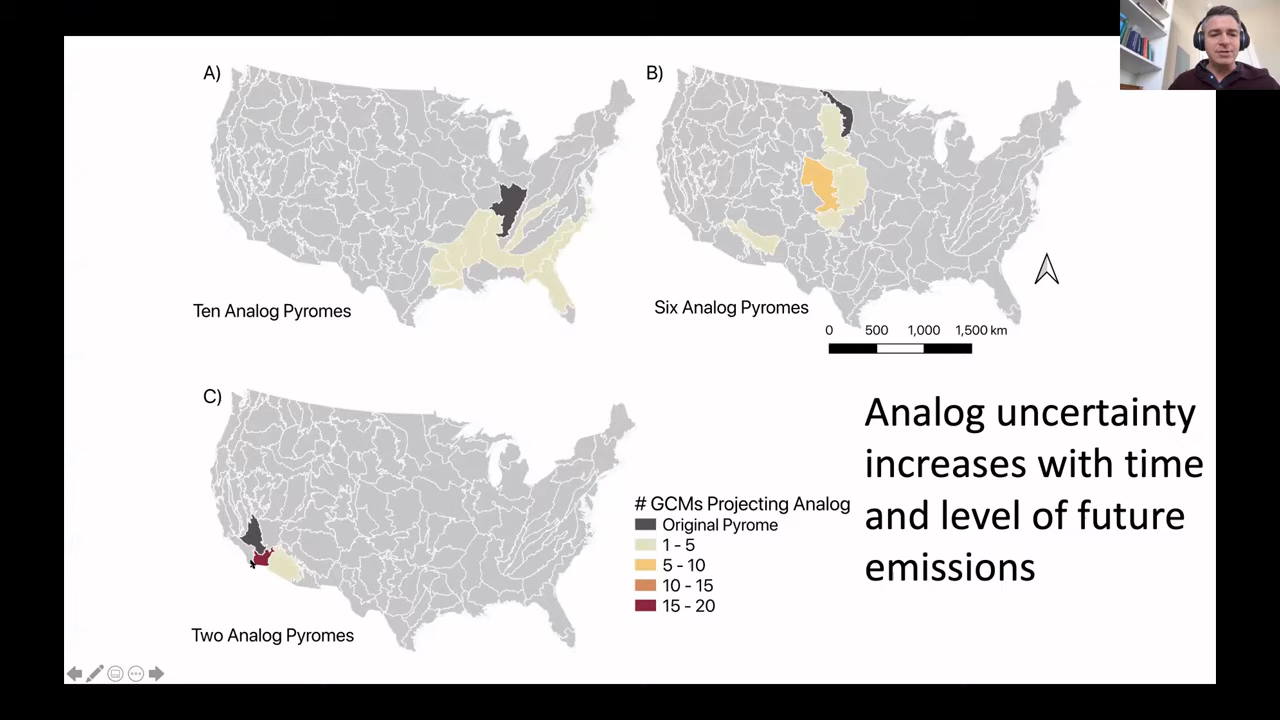 A)
B)
Ten Analog Pyromes
Six Analog Pyromes
0 500 1,000 1,500 km
C)
Analog uncertainty
increases with time
and level of future
emissions
# GCMs Projecting Analog
Original Pyrome
1 - 5
5 - 10
10 - 15
15 - 20
Two Analog Pyromes